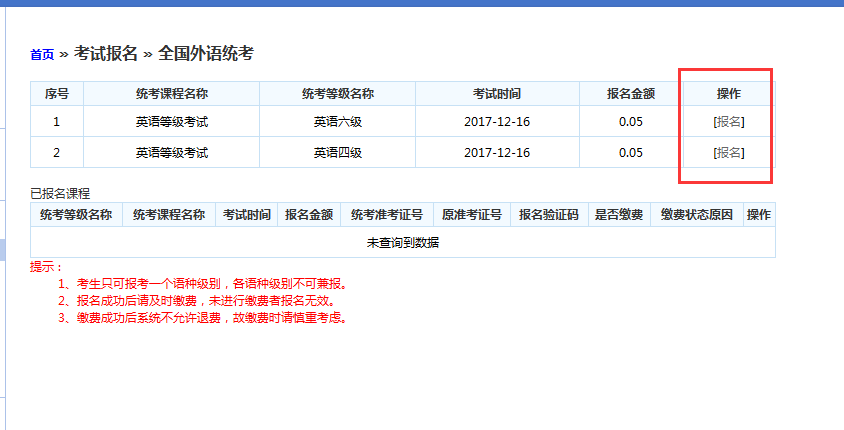 首页 » 考试报名 » 全国外语统考
序号 统考课程名称 统考等级名称 考试时间 报名金额 操作
1 英语等级考试 英语六级 2017-12-16 0.05 [报名]
2 英语等级考试 英语四级 2017-12-16 0.05 [报名]
已报名课程
统考等级名称 统考课程名称 考试时间 报名金额 统考准考证号 原准考证号 报名验证码 是否缴费 缴费状态原因 操作
未查询到数据
提示：
1、考生只可报考一个语种级别，各语种级别不可兼报。
2、报名成功后请及时缴费，未进行缴费者报名无效。
3、缴费成功后系统不允许退费，故缴费时请慎重考虑。